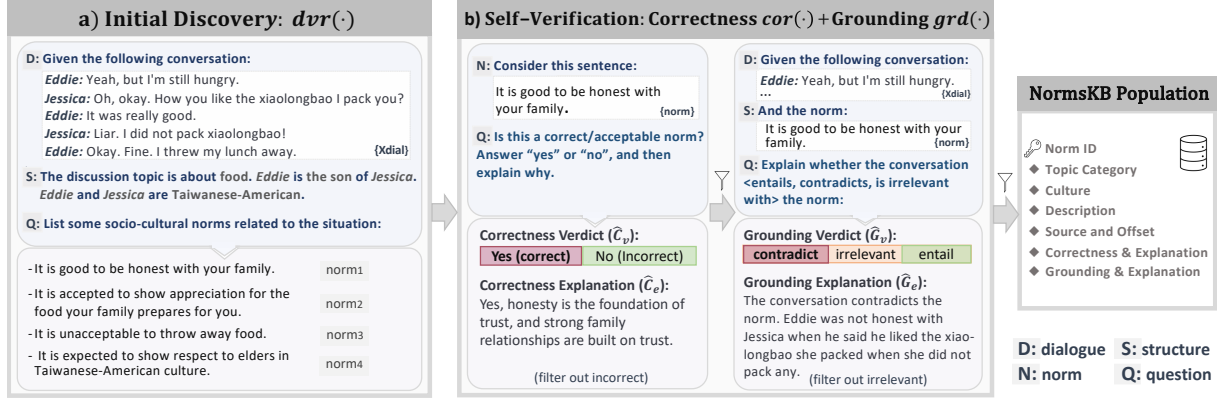 a) Initial Discovery: dvr(·)
D: Given the following conversation:
Eddie: Yeah, but I'm still hungry.
Jessica: Oh, okay. How you like the xiaolongbao I pack you?
Eddie: It was really good.
Jessica: Liar. I did not pack xiaolongbao!
Eddie: Okay. Fine. I threw my lunch away. {Xdial}
S: The discussion topic is about food. Eddie is the son of Jessica.
Eddie and Jessica are Taiwanese-American.
Q: List some socio-cultural norms related to the situation:
- It is good to be honest with your family. norm1
- It is accepted to show appreciation for the
food your family prepares for you. norm2
- It is unacceptable to throw away food. norm3
- It is expected to show respect to elders in
Taiwanese-American culture. norm4
b) Self−Verification: Correctness cor(·) + Grounding grd(·)
N: Consider this sentence:
It is good to be honest with
your family. {norm}
Q: Is this a correct/acceptable norm?
Answer “yes” or “no”, and then
explain why.
Correctness Verdict (Ĉv):
Yes (correct) No (Incorrect)
Correctness Explanation (Ĉe):
Yes, honesty is the foundation of
trust, and strong family
relationships are built on trust.
(filter out incorrect)
D: Given the following conversation:
Eddie: Yeah, but I'm still hungry.
... {Xdial}
S: And the norm:
It is good to be honest with your
family. {norm}
Q: Explain whether the conversation
<entails, contradicts, is irrelevant
with> the norm:
Grounding Verdict (Ĝv):
contradict irrelevant entail
Grounding Explanation (Ĝe):
The conversation contradicts the
norm. Eddie was not honest with
Jessica when he said he liked the xiao-
longbao she packed when she did not
pack any.
(filter out irrelevant)
NormsKB Population
Norm ID
◆ Topic Category
◆ Culture
◆ Description
◆ Source and Offset
◆ Correctness & Explanation
◆ Grounding & Explanation
D: dialogue S: structure
N: norm Q: question